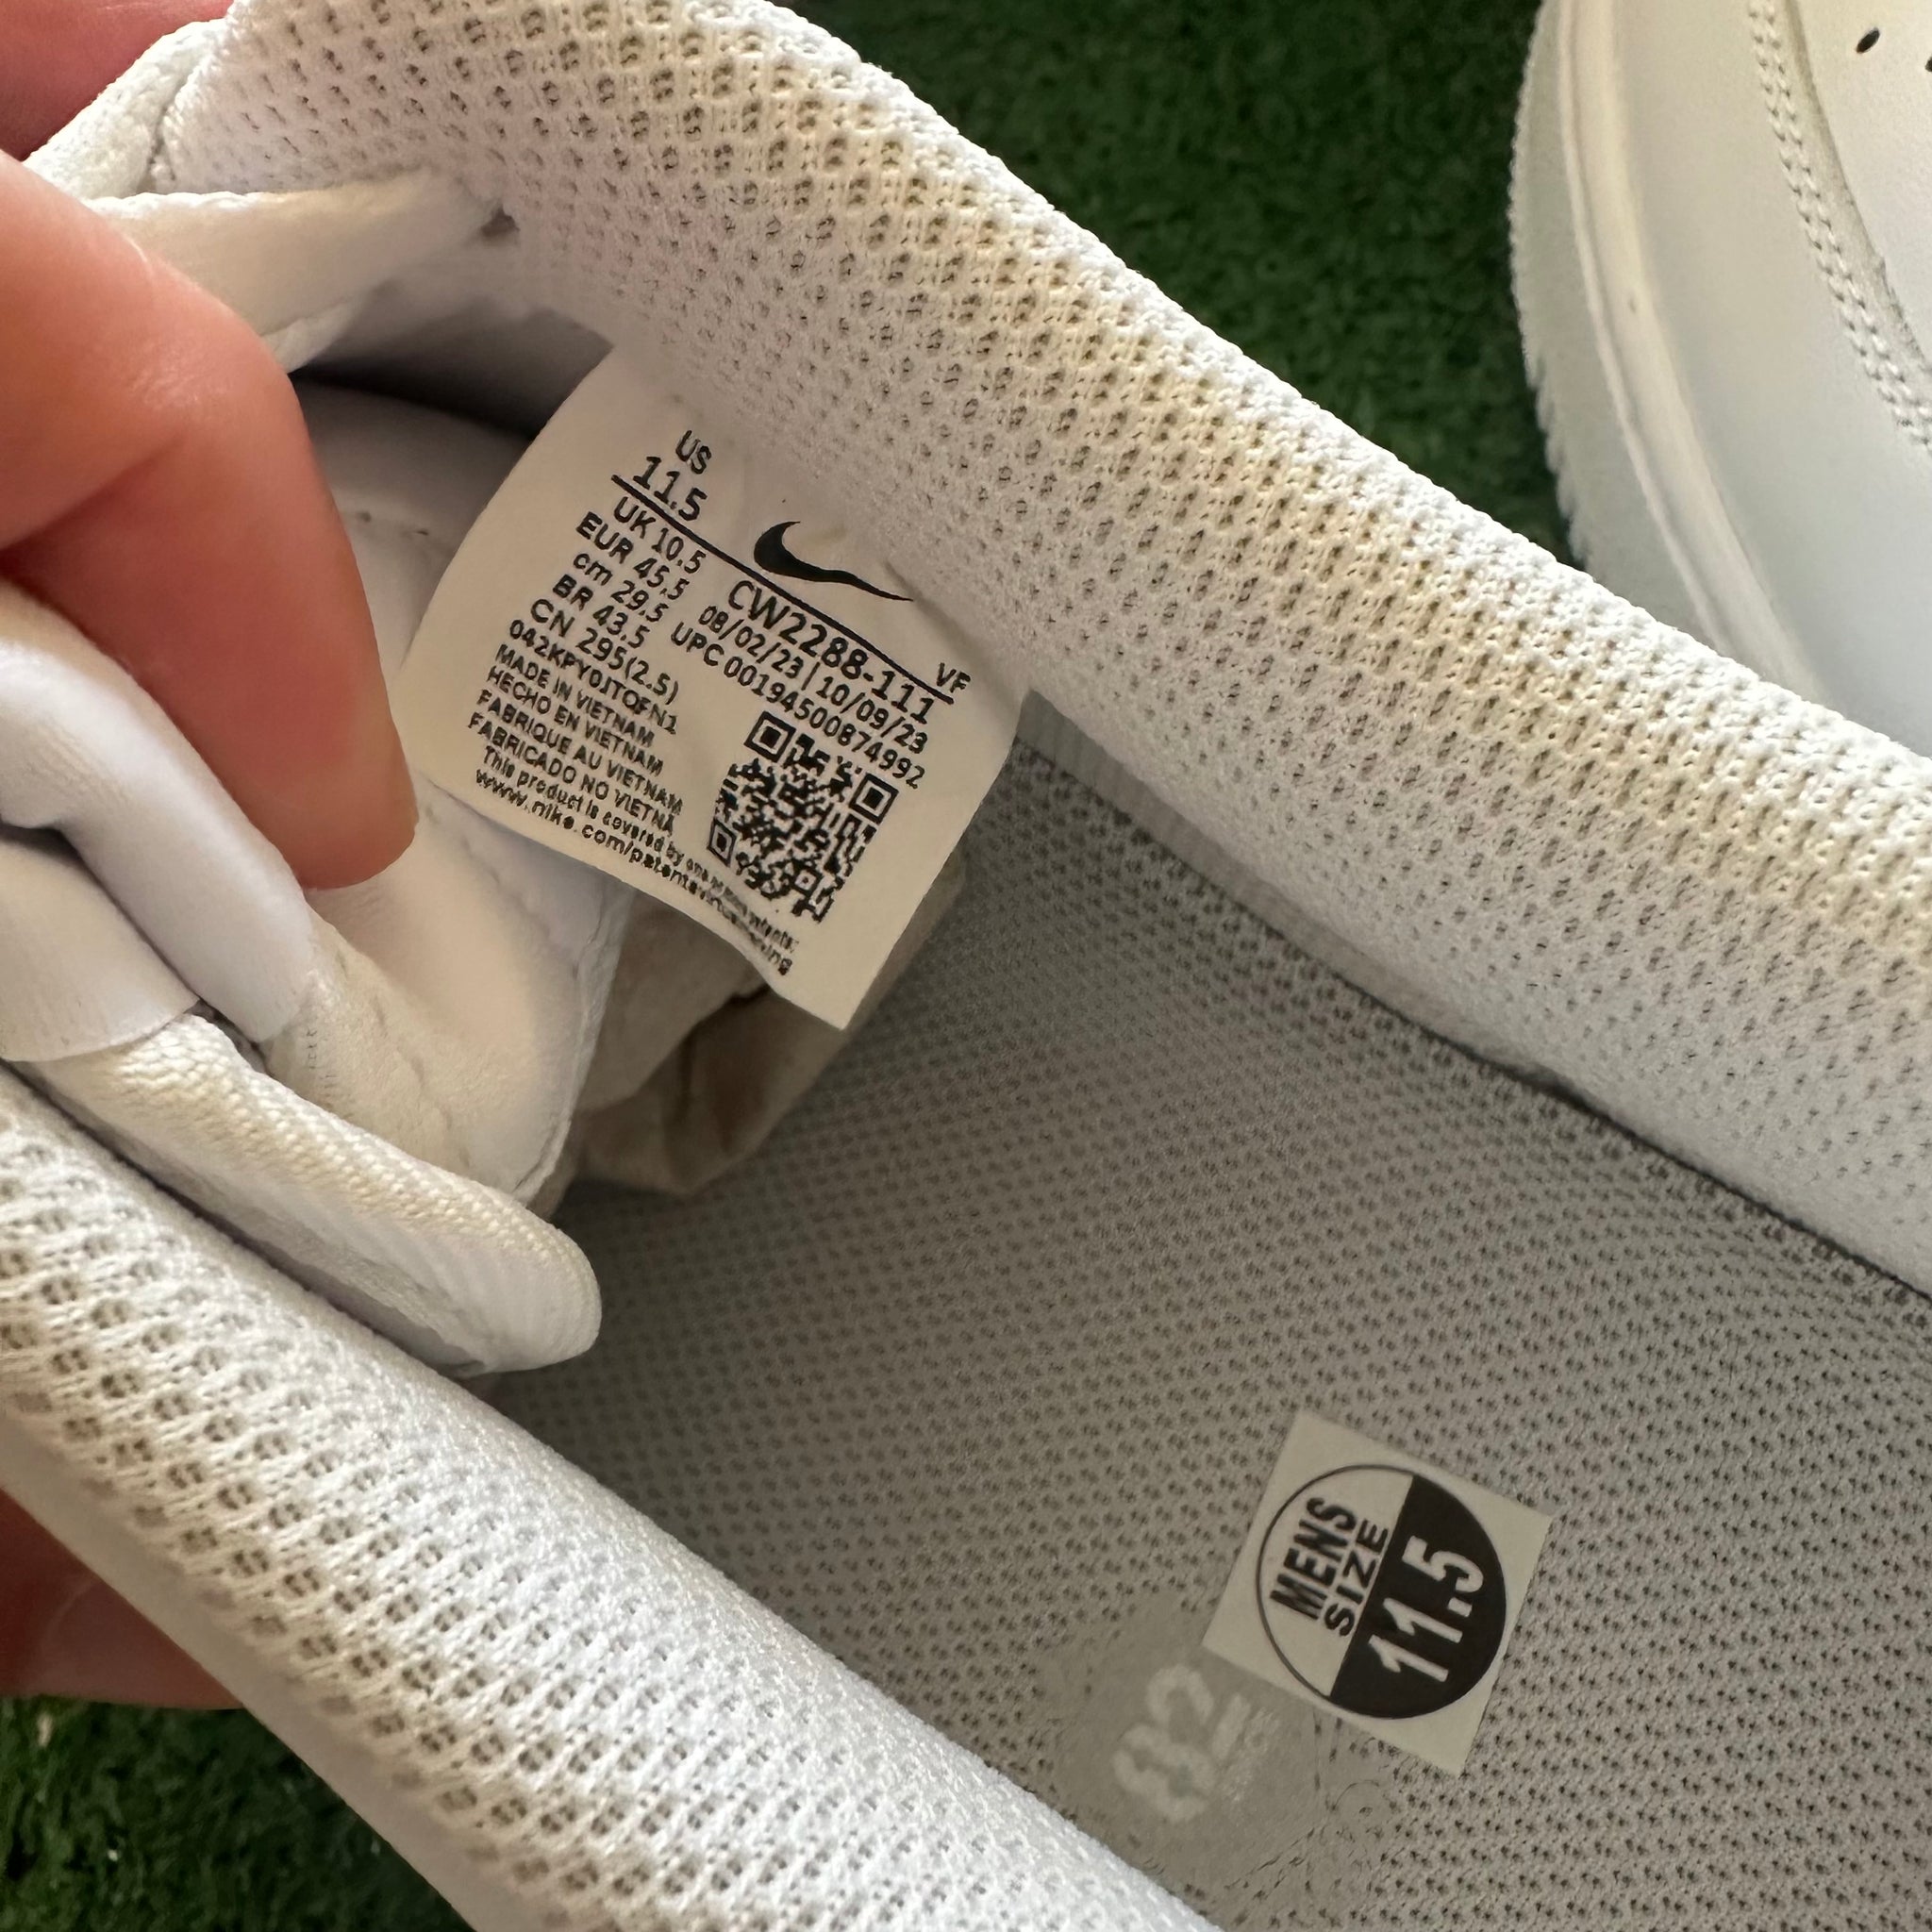 US
11.5
UK 10.5
EUR 45.5
cm 29.5
BR 43.5
CN 295(2.5)
042KPY0JTQFN1
MADE IN VIETNAM
HECHO EN VIETNAM
FABRIQUE AU VIETNAM
FABRICADO NO VIETNA
This product is covered by one or more patents:
www.nike.com/patents
VF
CW2288-111
08/02/23 | 10/09/23
UPC 00194500874992
MENS
SIZE
11.5
82